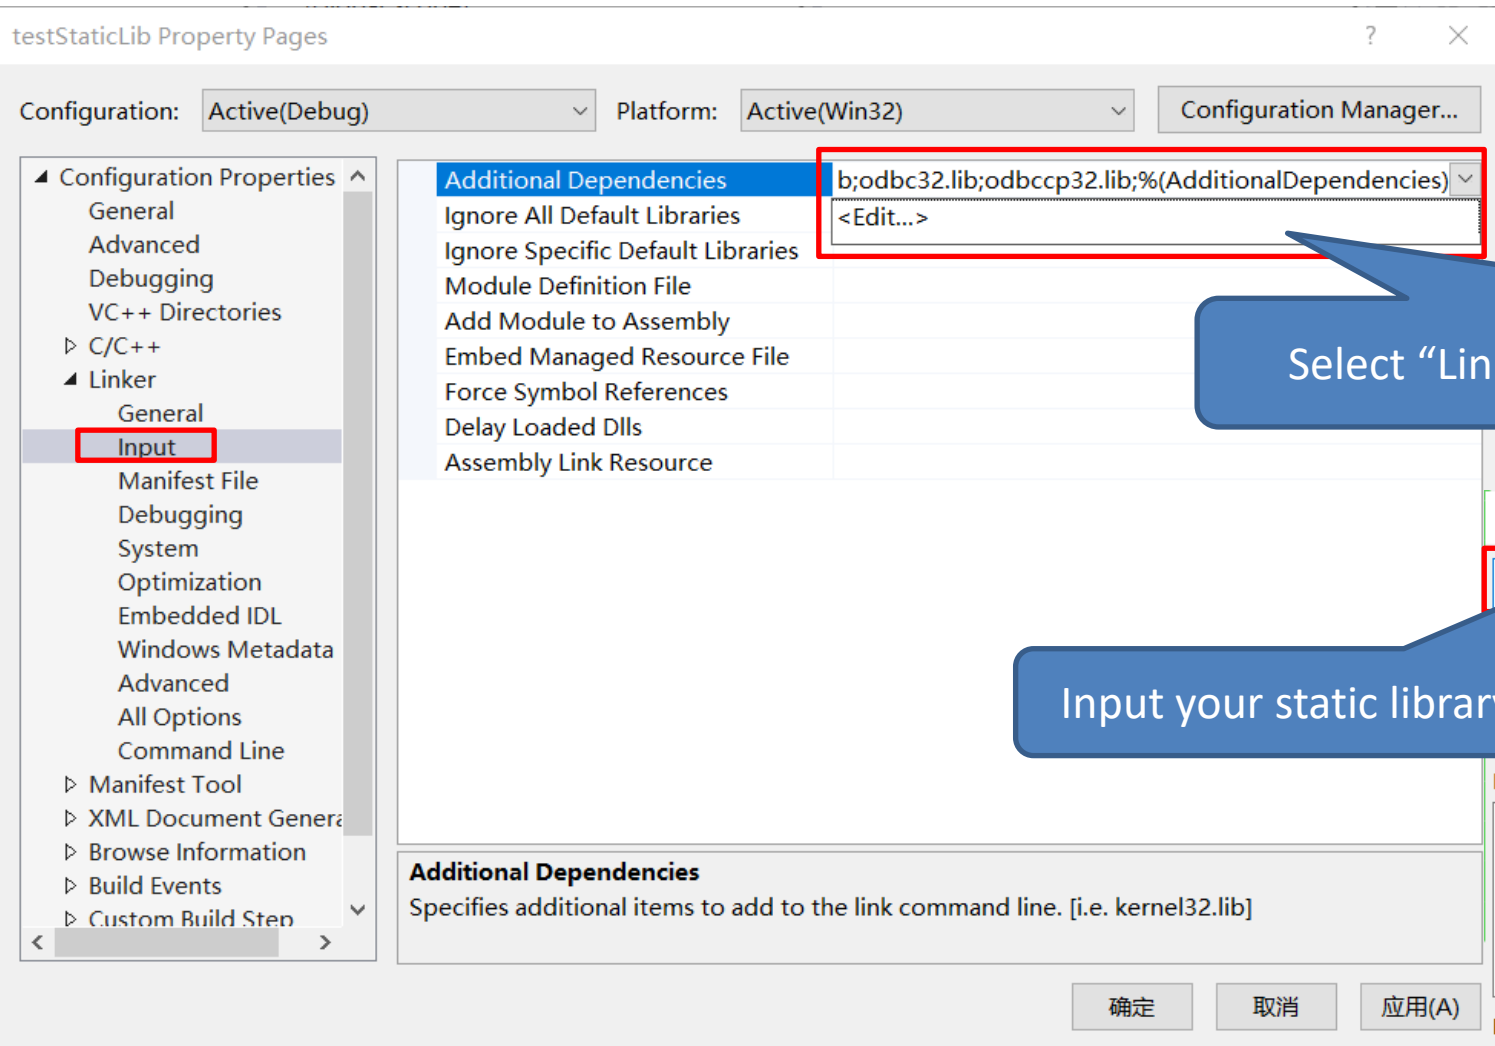 testStaticLib Property Pages
?
Configuration: Active(Debug) Platform: Active(Win32) Configuration Manager...
Configuration Properties
General
Advanced
Debugging
VC++ Directories
C/C++
Linker
General
Input
Manifest File
Debugging
System
Optimization
Embedded IDL
Windows Metadata
Advanced
All Options
Command Line
Manifest Tool
XML Document Genera
Browse Information
Build Events
Custom Build Step
Additional Dependencies b;odbc32.lib;odbccp32.lib;%(AdditionalDependencies)
Ignore All Default Libraries <Edit...>
Ignore Specific Default Libraries
Module Definition File
Add Module to Assembly
Embed Managed Resource File
Force Symbol References
Delay Loaded Dlls
Assembly Link Resource
Select “Lin
Input your static library
Additional Dependencies
Specifies additional items to add to the link command line. [i.e. kernel32.lib]
确定 取消 应用(A)